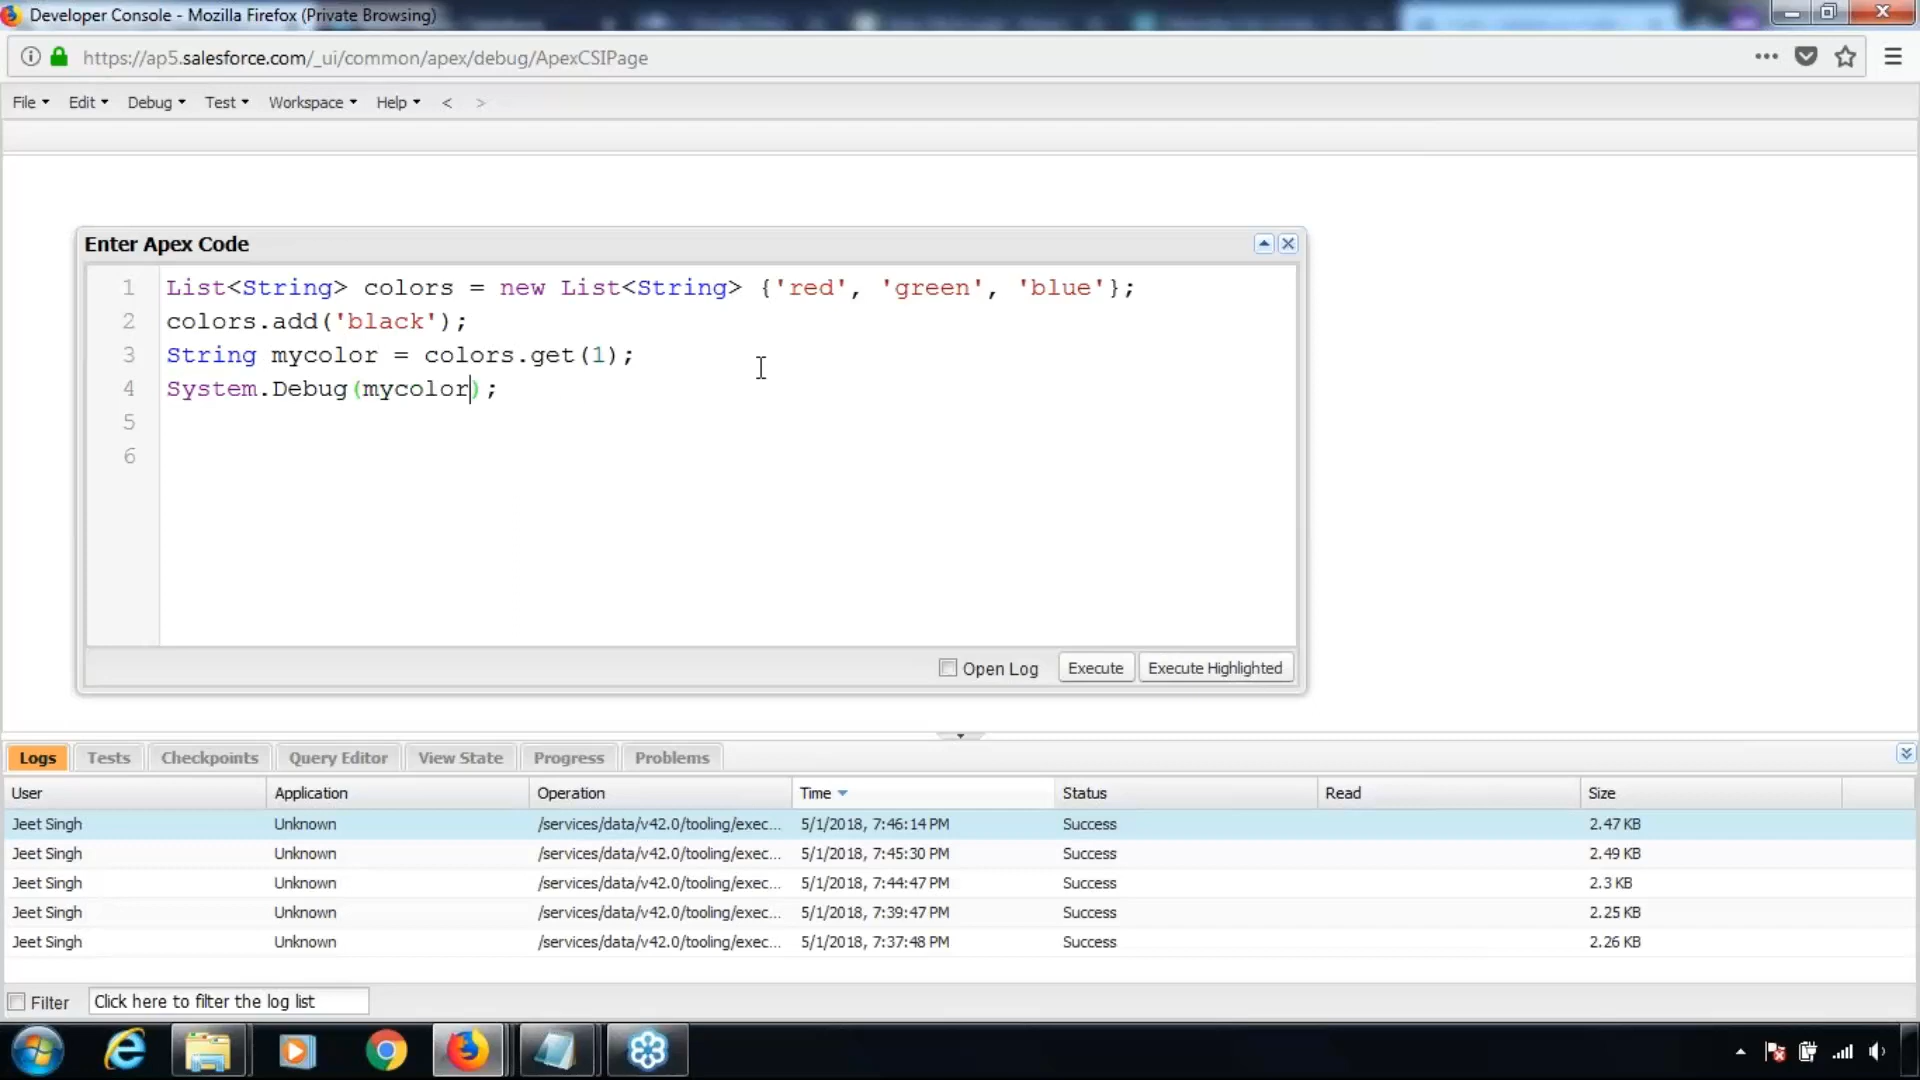 Developer Console - Mozilla Firefox (Private Browsing)
https://ap5.salesforce.com/_ui/common/apex/debug/ApexCSIPage
File Edit Debug Test Workspace Help < >
Enter Apex Code
1 List<String> colors = new List<String> {'red', 'green', 'blue'};
2 colors.add('black');
3 String mycolor = colors.get(1);
4 System.Debug(mycolor);
5
6
Open Log Execute Execute Highlighted
Logs Tests Checkpoints Query Editor View State Progress Problems
User Application Operation Time Status Read Size
Jeet Singh Unknown /services/data/v42.0/tooling/exec... 5/1/2018, 7:46:14 PM Success 2.47 KB
Jeet Singh Unknown /services/data/v42.0/tooling/exec... 5/1/2018, 7:45:30 PM Success 2.49 KB
Jeet Singh Unknown /services/data/v42.0/tooling/exec... 5/1/2018, 7:44:47 PM Success 2.3 KB
Jeet Singh Unknown /services/data/v42.0/tooling/exec... 5/1/2018, 7:39:47 PM Success 2.25 KB
Jeet Singh Unknown /services/data/v42.0/tooling/exec... 5/1/2018, 7:37:48 PM Success 2.26 KB
Filter Click here to filter the log list